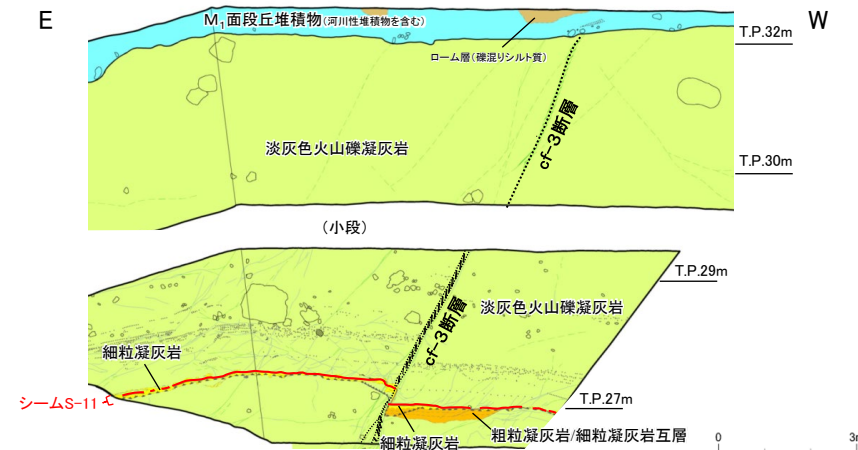 E
M₁面段丘堆積物(河川性堆積物を含む)
W
T.P.32m
ローム層(礫混りシルト質)
cf-3断層
淡灰色火山礫凝灰岩
T.P.30m
(小段)
T.P.29m
淡灰色火山礫凝灰岩
cf-3断層
細粒凝灰岩
シームS-11
T.P.27m
細粒凝灰岩
粗粒凝灰岩/細粒凝灰岩互層
0
3m